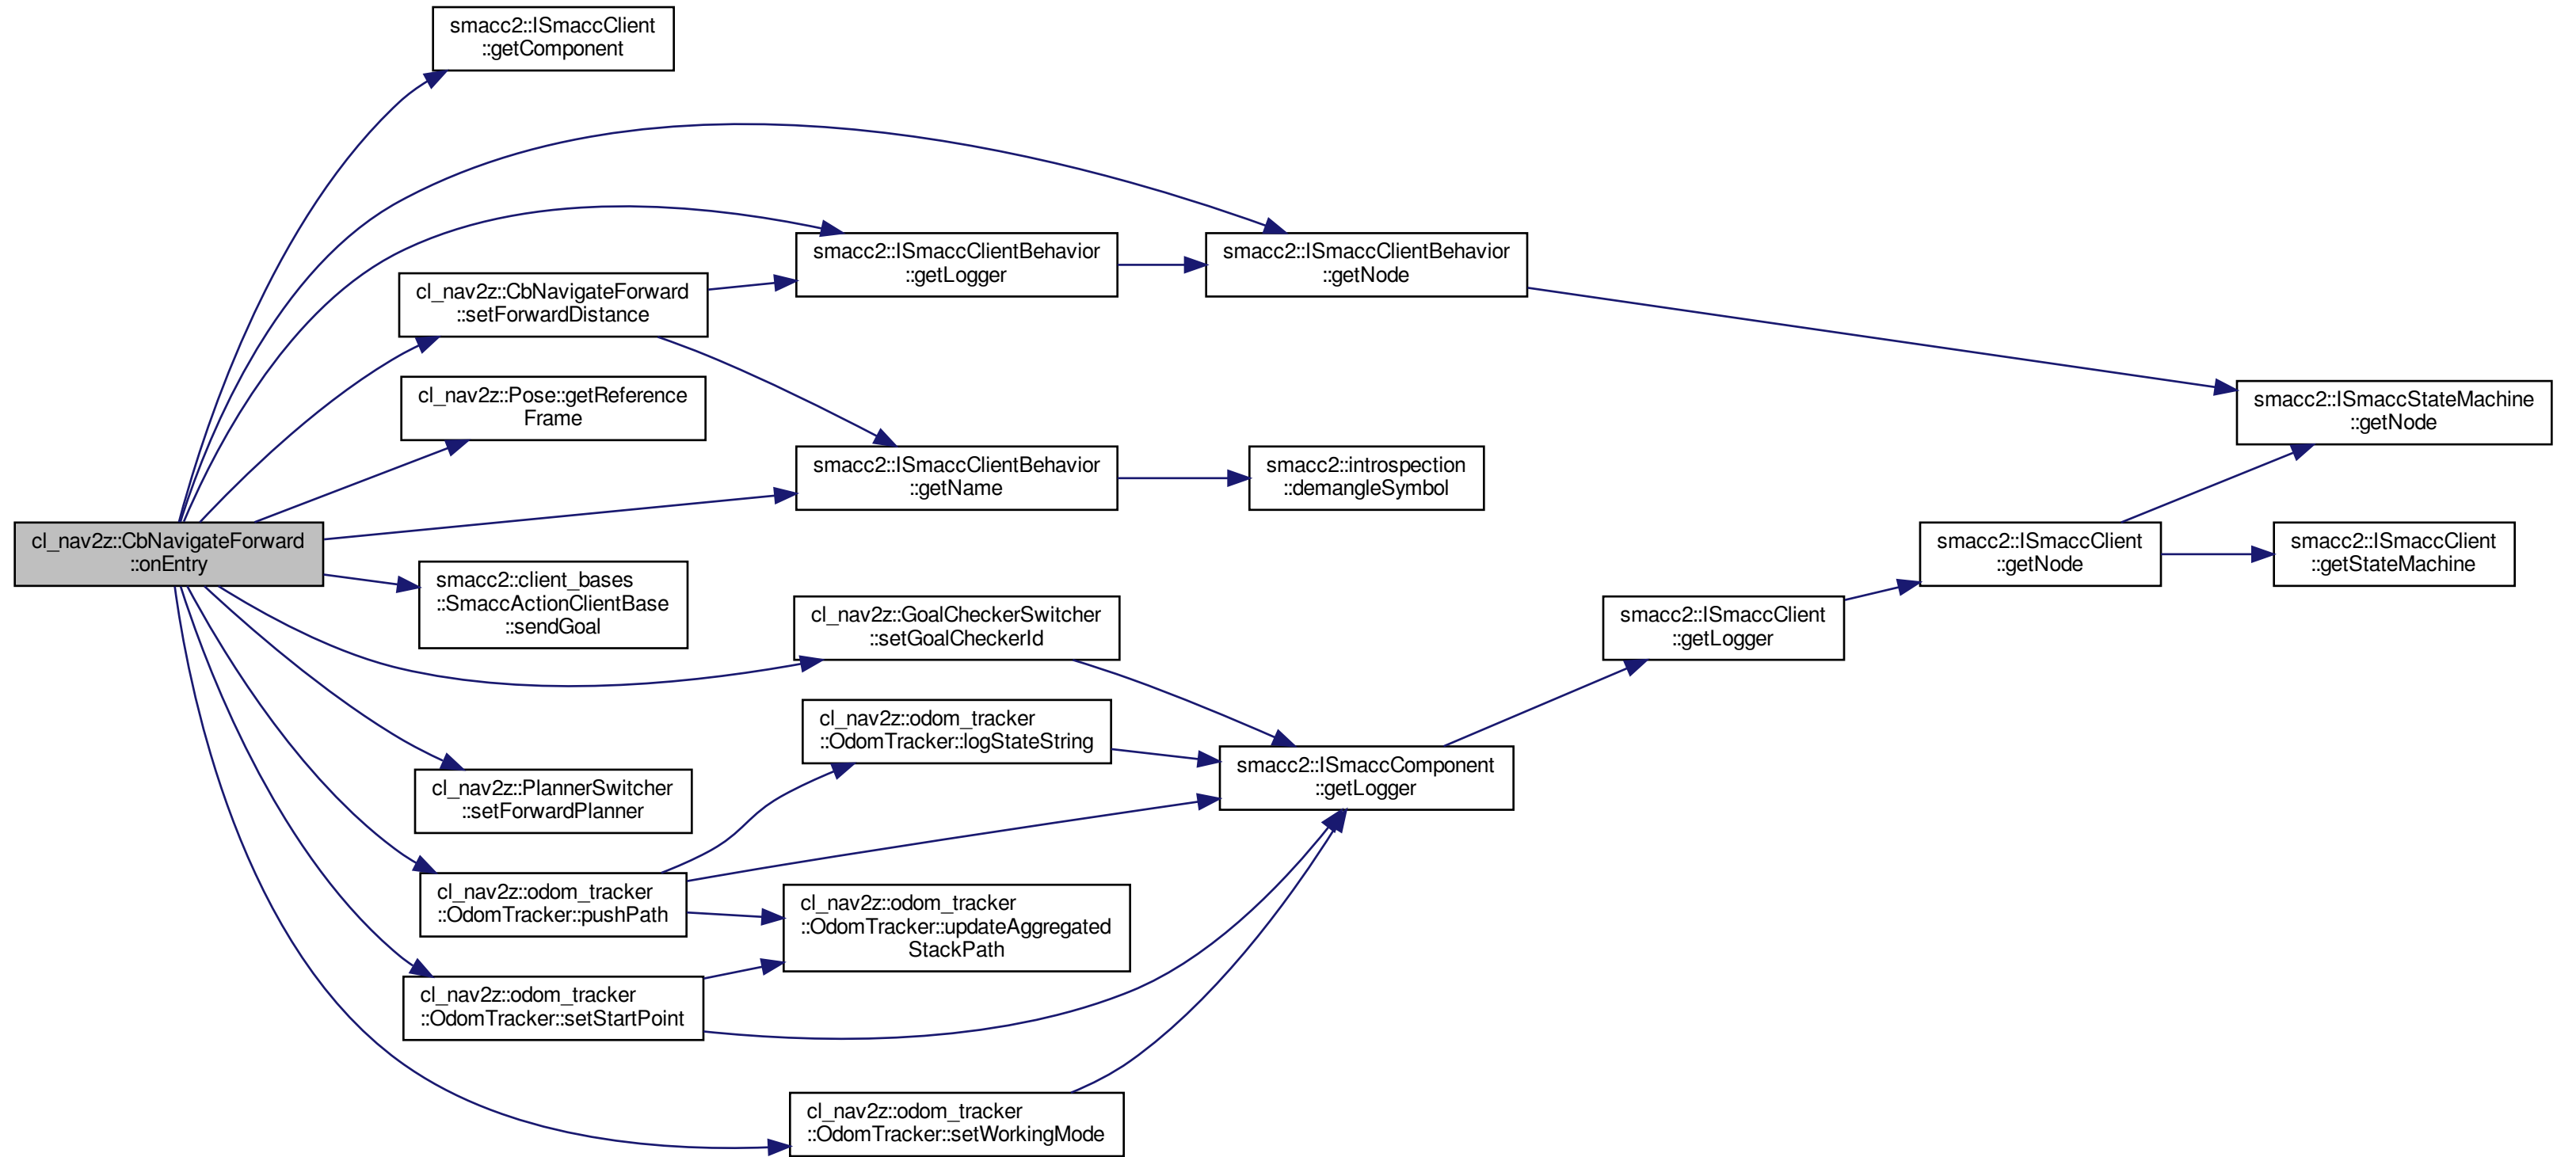 smacc2::ISmaccClient
::getComponent
smacc2::ISmaccClientBehavior
::getLogger
smacc2::ISmaccClientBehavior
::getNode
cl_nav2z::CbNavigateForward
::setForwardDistance
cl_nav2z::Pose::getReference
Frame
smacc2::ISmaccStateMachine
::getNode
smacc2::ISmaccClientBehavior
::getName
smacc2::introspection
::demangleSymbol
cl_nav2z::CbNavigateForward
::onEntry
smacc2::ISmaccClient
::getNode
smacc2::ISmaccClient
::getStateMachine
smacc2::client_bases
::SmaccActionClientBase
::sendGoal
cl_nav2z::GoalCheckerSwitcher
::setGoalCheckerId
smacc2::ISmaccClient
::getLogger
cl_nav2z::odom_tracker
::OdomTracker::logStateString
smacc2::ISmaccComponent
::getLogger
cl_nav2z::PlannerSwitcher
::setForwardPlanner
cl_nav2z::odom_tracker
::OdomTracker::pushPath
cl_nav2z::odom_tracker
::OdomTracker::updateAggregated
StackPath
cl_nav2z::odom_tracker
::OdomTracker::setStartPoint
cl_nav2z::odom_tracker
::OdomTracker::setWorkingMode